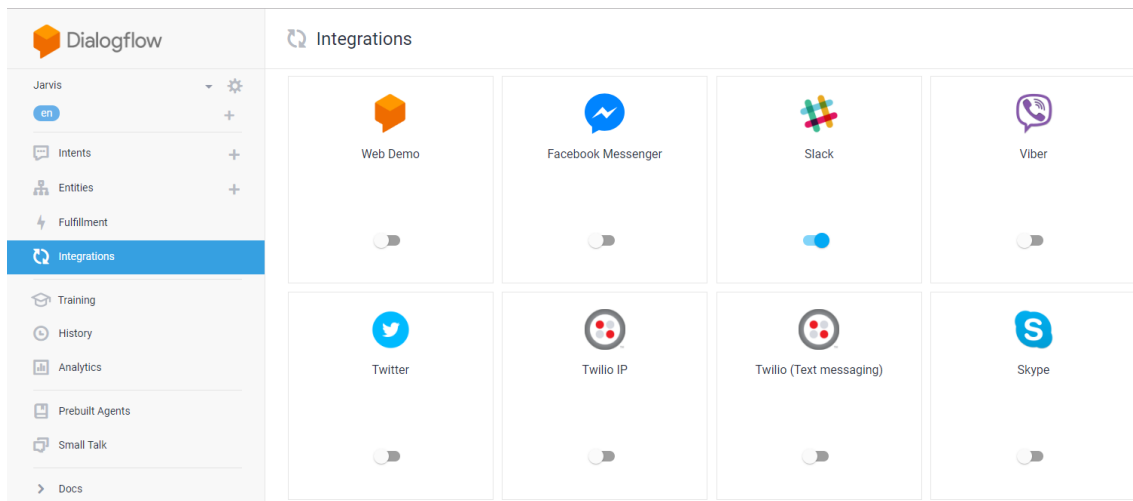 Dialogflow
Jarvis
en
Intents
Entities
Fulfillment
Integrations
Training
History
Analytics
Prebuilt Agents
Small Talk
Docs
Integrations
Web Demo
Facebook Messenger
Slack
Viber
Twitter
Twilio IP
Twilio (Text messaging)
Skype